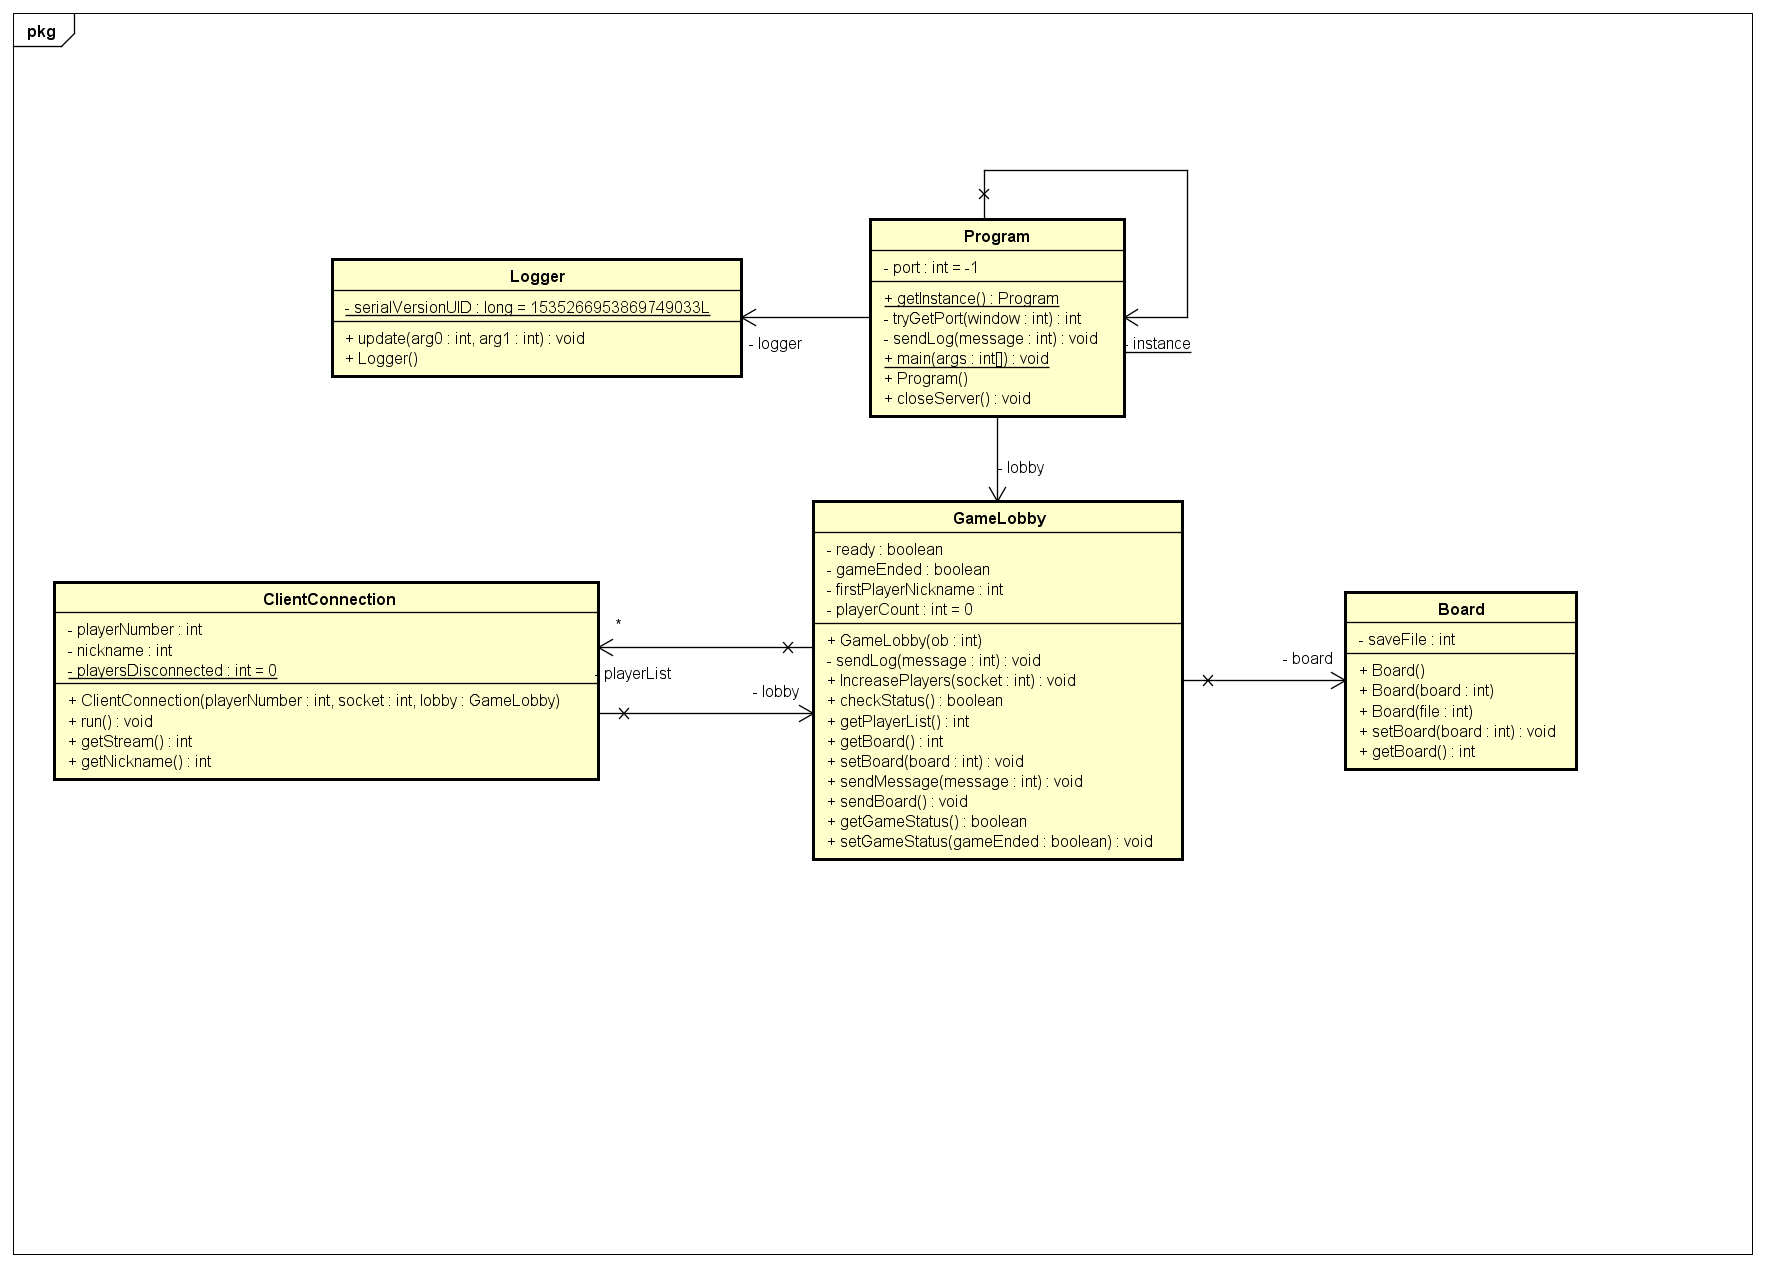 pkg
Program
- port : int = -1
+ getInstance() : Program
- tryGetPort(window : int) : int
- sendLog(message : int) : void
+ main(args : int[]) : void
+ Program()
+ closeServer() : void
- instance
Logger
- serialVersionUID : long = 1535266953869749033L
+ update(arg0 : int, arg1 : int) : void
+ Logger()
- logger
- lobby
GameLobby
- ready : boolean
- gameEnded : boolean
- firstPlayerNickname : int
- playerCount : int = 0
+ GameLobby(ob : int)
- sendLog(message : int) : void
+ IncreasePlayers(socket : int) : void
+ checkStatus() : boolean
+ getPlayerList() : int
+ getBoard() : int
+ setBoard(board : int) : void
+ sendMessage(message : int) : void
+ sendBoard() : void
+ getGameStatus() : boolean
+ setGameStatus(gameEnded : boolean) : void
ClientConnection
- playerNumber : int
- nickname : int
- playersDisconnected : int = 0
+ ClientConnection(playerNumber : int, socket : int, lobby : GameLobby)
+ run() : void
+ getStream() : int
+ getNickname() : int
*
- playerList
- lobby
- board
Board
- saveFile : int
+ Board()
+ Board(board : int)
+ Board(file : int)
+ setBoard(board : int) : void
+ getBoard() : int